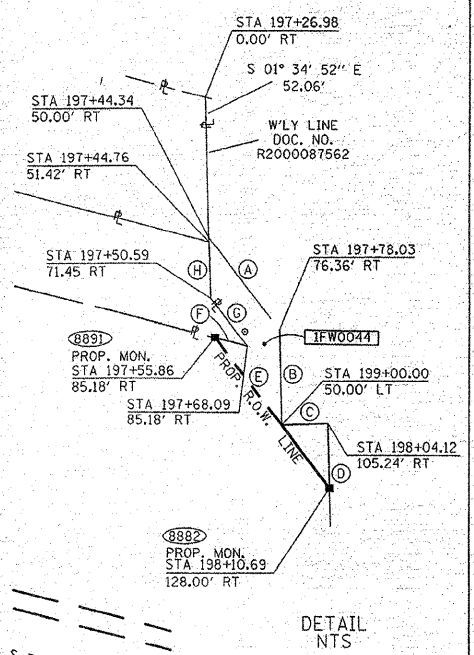 STA 197+26.98
0.00' RT
S 01° 34' 52" E
52.06'
STA 197+44.34
50.00' RT
W'LY LINE
DOC. NO.
R2000087562
STA 197+44.76
51.42' RT
STA 197+50.59
71.45 RT
STA 197+78.03
76.36' RT
H
A
F
G
1FW0044
8891
PROP. MON.
STA 197+55.86
85.18' RT
E
B
STA 199+00.00
50.00' LT
C
STA 197+68.09
85.18' RT
PROP. R.O.W. LINE
STA 198+04.12
105.24' RT
D
8882
PROP. MON.
STA 198+10.69
128.00' RT
DETAIL
NTS